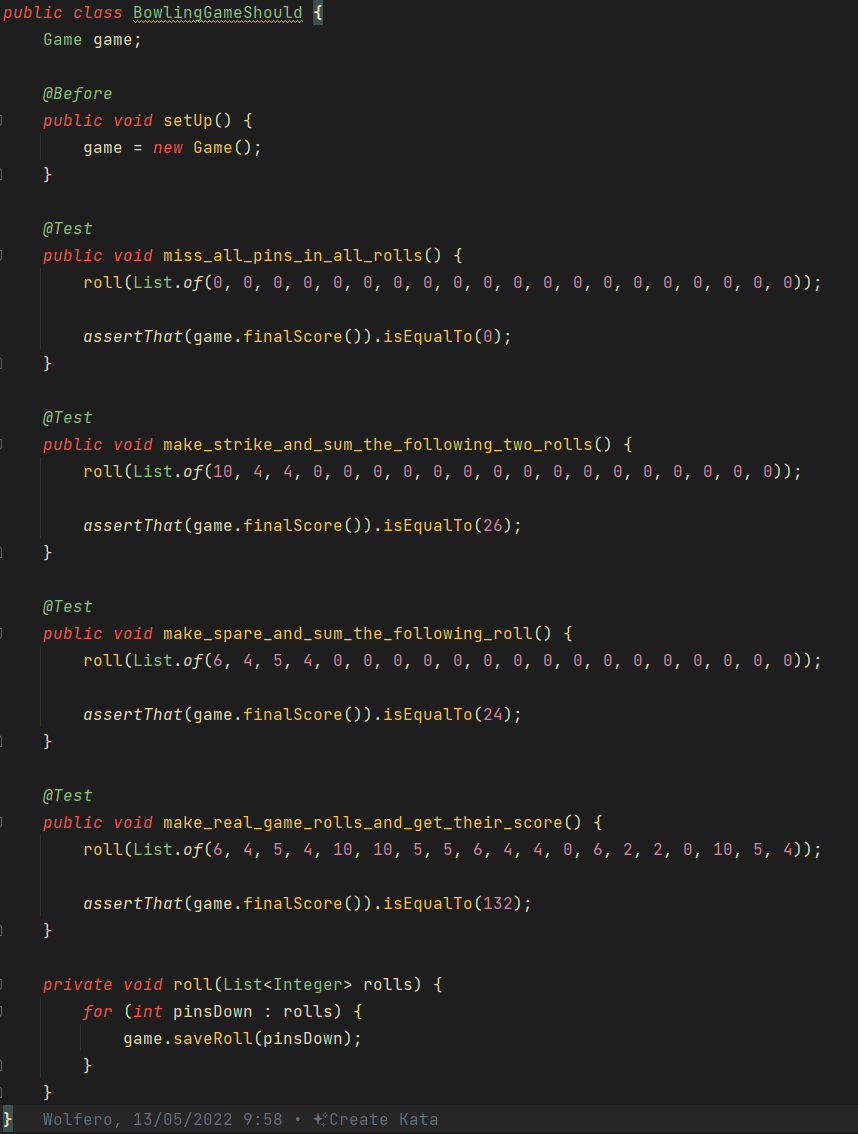 public class BowlingGameShould {
Game game;
@Before
public void setUp() {
game = new Game();
}
@Test
public void miss_all_pins_in_all_rolls() {
roll(List.of(0, 0, 0, 0, 0, 0, 0, 0, 0, 0, 0, 0, 0, 0, 0, 0, 0, 0, 0, 0));
assertThat(game.finalScore()).isEqualTo(0);
}
@Test
public void make_strike_and_sum_the_following_two_rolls() {
roll(List.of(10, 4, 4, 0, 0, 0, 0, 0, 0, 0, 0, 0, 0, 0, 0, 0, 0, 0, 0));
assertThat(game.finalScore()).isEqualTo(26);
}
@Test
public void make_spare_and_sum_the_following_roll() {
roll(List.of(6, 4, 5, 4, 0, 0, 0, 0, 0, 0, 0, 0, 0, 0, 0, 0, 0, 0, 0, 0));
assertThat(game.finalScore()).isEqualTo(24);
}
@Test
public void make_real_game_rolls_and_get_their_score() {
roll(List.of(6, 4, 5, 4, 10, 10, 5, 5, 6, 4, 4, 0, 6, 2, 2, 0, 10, 5, 4));
assertThat(game.finalScore()).isEqualTo(132);
}
private void roll(List<Integer> rolls) {
for (int pinsDown : rolls) {
game.saveRoll(pinsDown);
}
}
} Wolfero, 13/05/2022 9:58 • ✨Create Kata